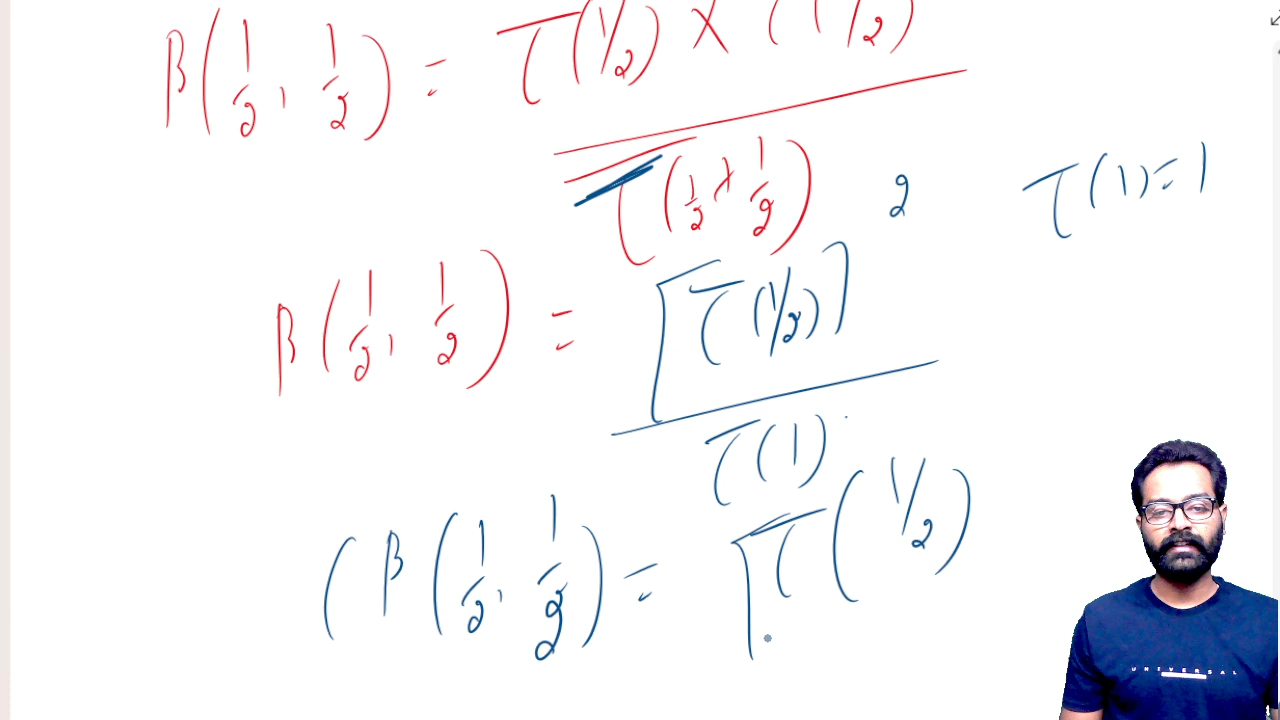 β(1/2, 1/2) = Γ(1/2) × Γ(1/2)
Γ(1/2 + 1/2)
2
Γ(1) = 1
β(1/2, 1/2) = [Γ(1/2)]
Γ(1)
(β(1/2, 1/2) = [Γ(1/2)
UNIVERSAL